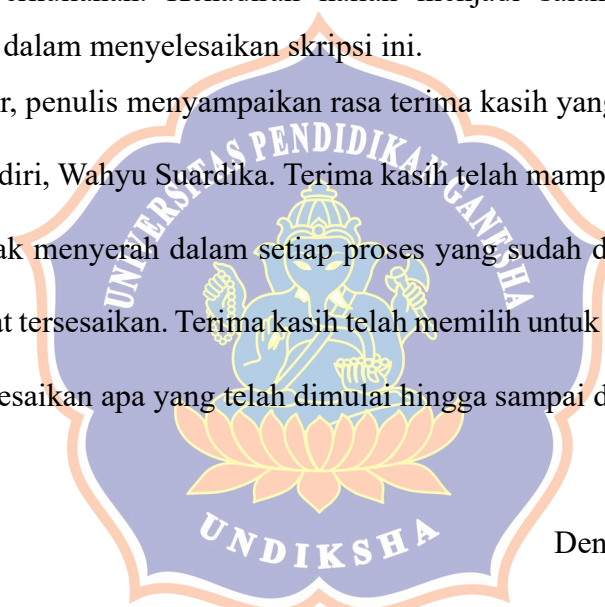 dalam menyelesaikan skripsi ini.
r, penulis menyampaikan rasa terima kasih yang
diri, Wahyu Suardika. Terima kasih telah mamp
ak menyerah dalam setiap proses yang sudah d
at tersesaikan. Terima kasih telah memilih untuk
esaikan apa yang telah dimulai hingga sampai d
Den
UNIVERSITAS PENDIDIKAN GANESHA
UNDIKSHA